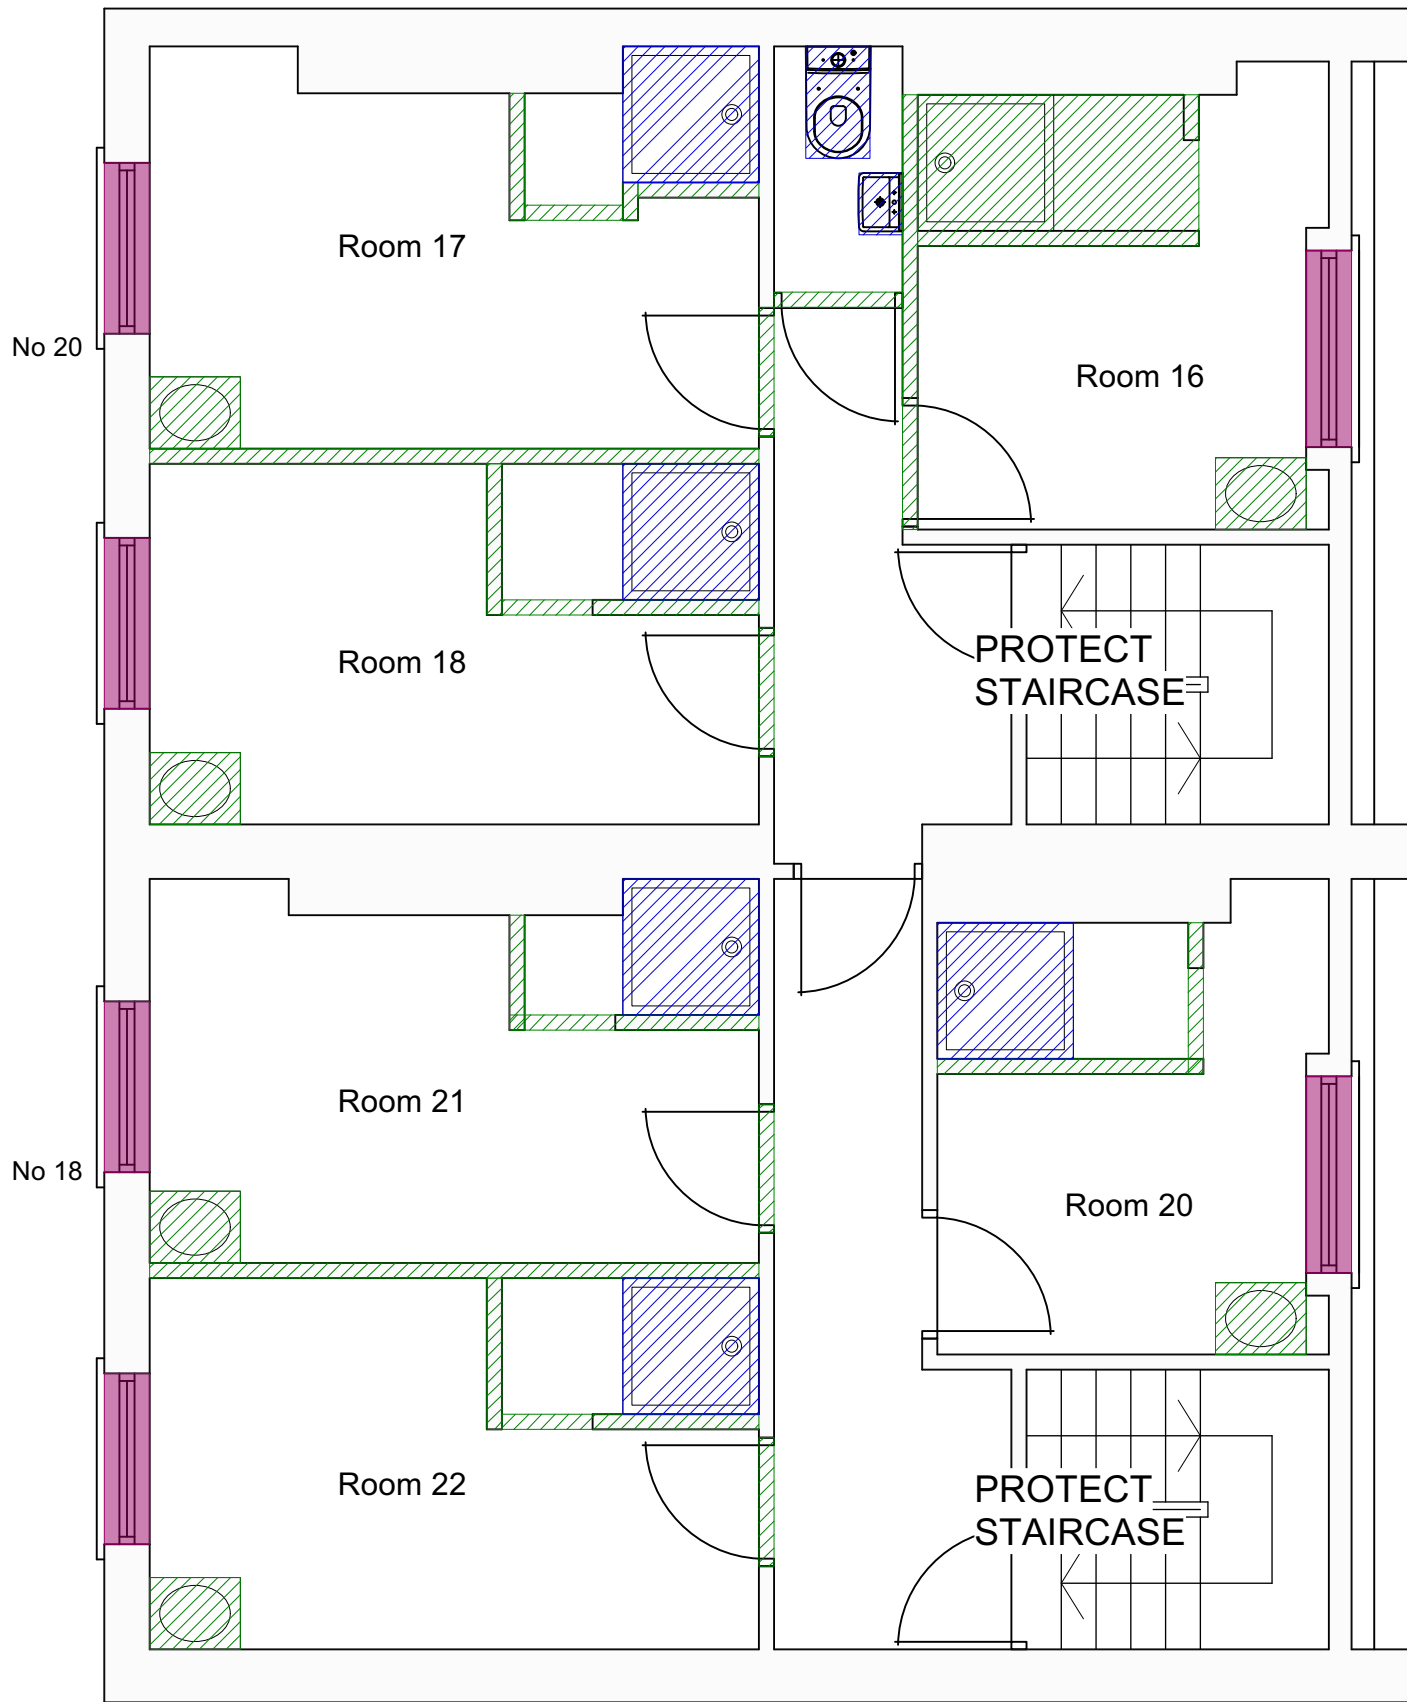 Room 17
No 20
Room 16
Room 18
PROTECT
STAIRCASE
Room 21
No 18
Room 20
Room 22
PROTECT
STAIRCASE